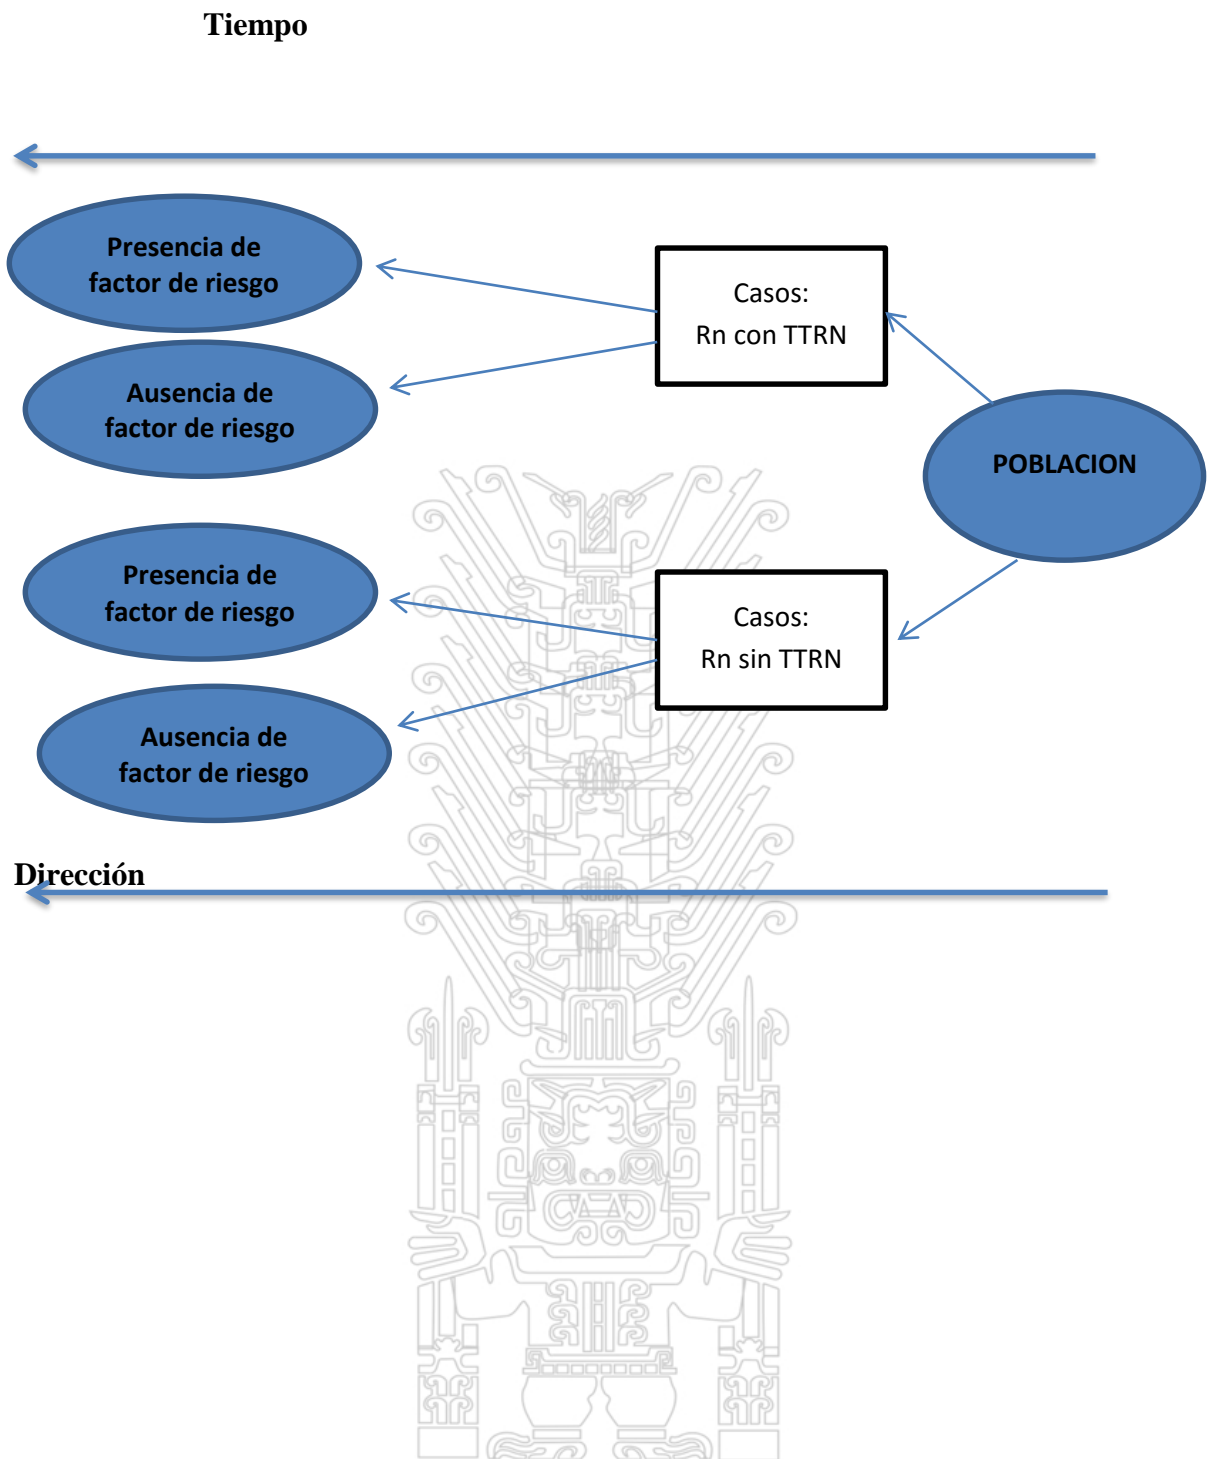 Tiempo
Presencia de
factor de riesgo
Casos:
Rn con TTRN
Ausencia de
factor de riesgo
POBLACION
Presencia de
factor de riesgo
Casos:
Rn sin TTRN
Ausencia de
factor de riesgo
Dirección